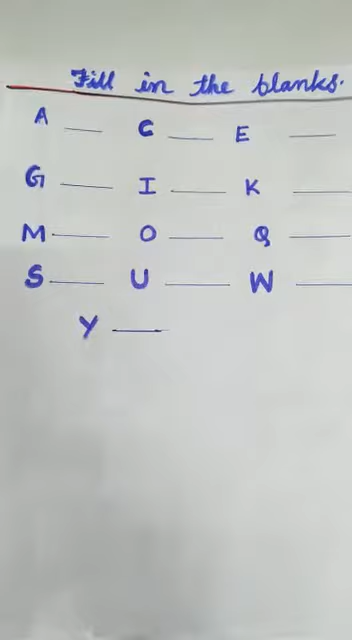 Fill in the blanks.
A ___ C ___ E ___
G ___ I ___ K ___
M ___ O ___ Q ___
S ___ U ___ W ___
Y ___